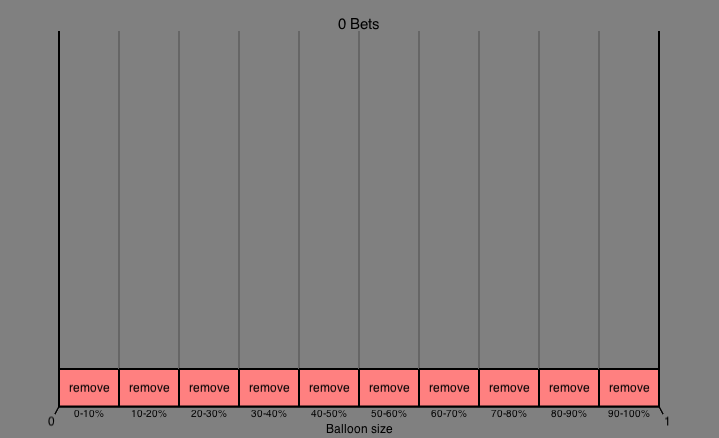 0 Bets
remove remove remove remove remove remove remove remove remove remove
0-10% 10-20% 20-30% 30-40% 40-50% 50-60% 60-70% 70-80% 80-90% 90-100%
0 1
Balloon size